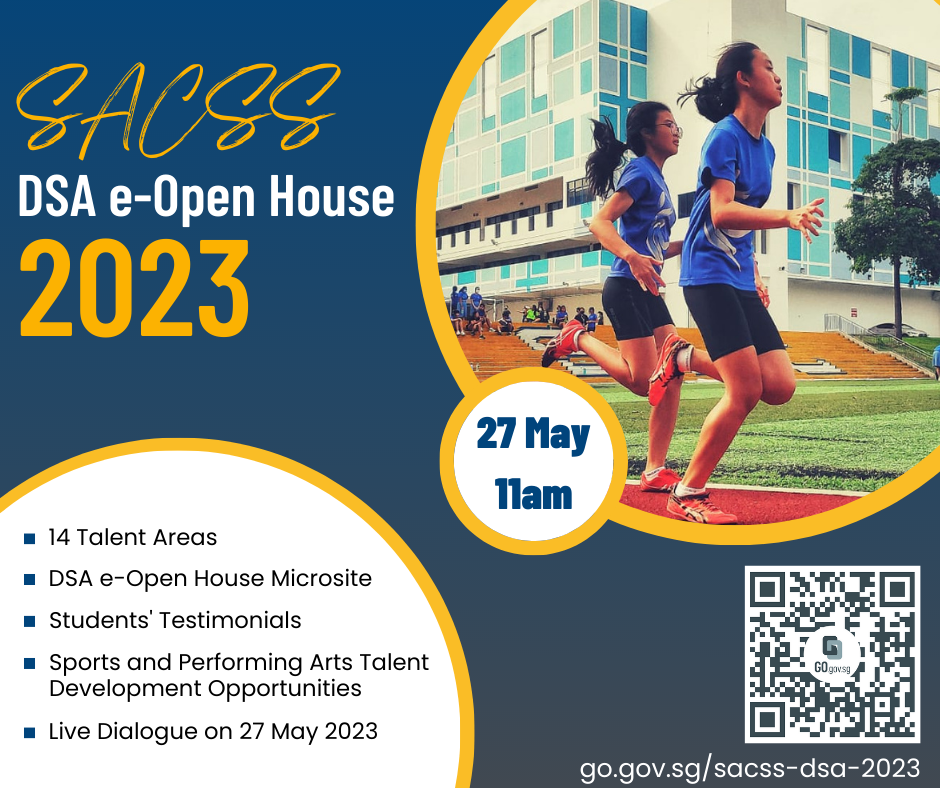 SACSS
DSA e-Open House
2023
27 May
11am
14 Talent Areas
DSA e-Open House Microsite
Students' Testimonials
Sports and Performing Arts Talent
Development Opportunities
Live Dialogue on 27 May 2023
GO.gov.sg
go.gov.sg/sacss-dsa-2023